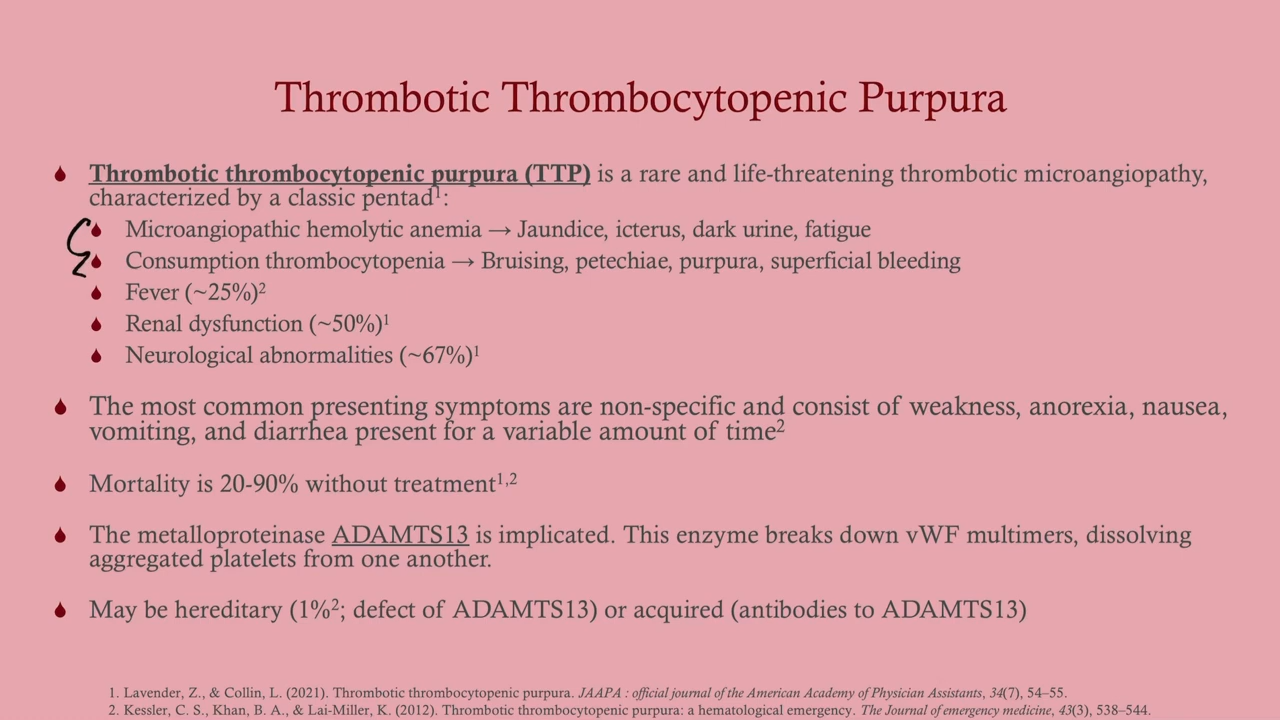 Thrombotic Thrombocytopenic Purpura
Thrombotic thrombocytopenic purpura (TTP) is a rare and life-threatening thrombotic microangiopathy,
characterized by a classic pentad¹:
Microangiopathic hemolytic anemia → Jaundice, icterus, dark urine, fatigue
Consumption thrombocytopenia → Bruising, petechiae, purpura, superficial bleeding
Fever (~25%)²
Renal dysfunction (~50%)¹
Neurological abnormalities (~67%)¹
The most common presenting symptoms are non-specific and consist of weakness, anorexia, nausea,
vomiting, and diarrhea present for a variable amount of time²
Mortality is 20-90% without treatment¹,²
The metalloproteinase ADAMTS13 is implicated. This enzyme breaks down vWF multimers, dissolving
aggregated platelets from one another.
May be hereditary (1%²; defect of ADAMTS13) or acquired (antibodies to ADAMTS13)
1. Lavender, Z., & Collin, L. (2021). Thrombotic thrombocytopenic purpura. JAAPA : official journal of the American Academy of Physician Assistants, 34(7), 54–55.
2. Kessler, C. S., Khan, B. A., & Lai-Miller, K. (2012). Thrombotic thrombocytopenic purpura: a hematological emergency. The Journal of emergency medicine, 43(3), 538–544.